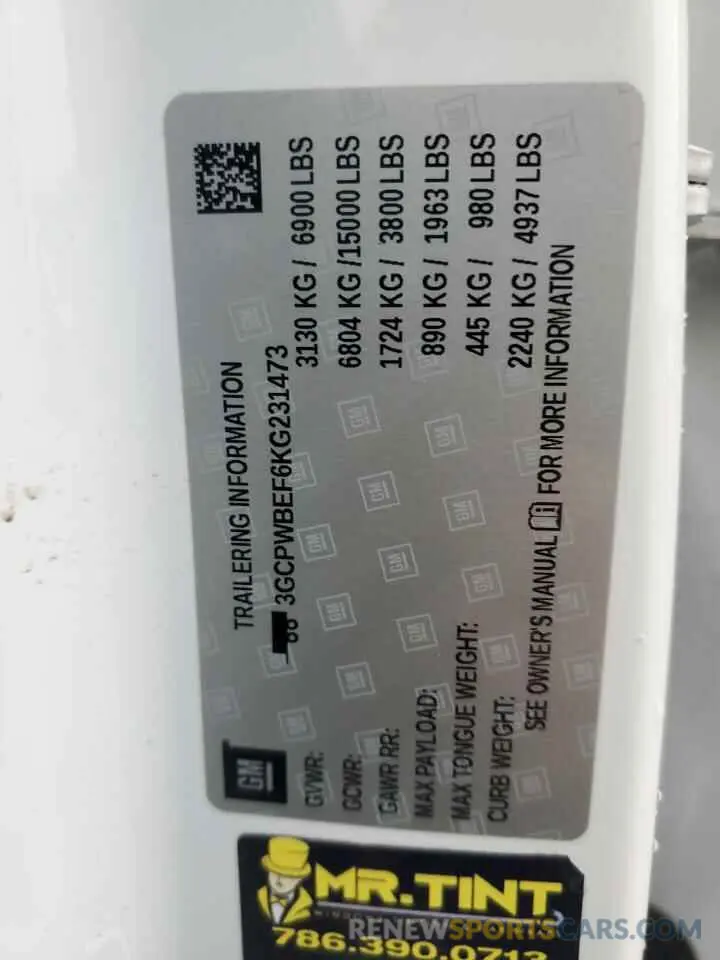 TRAILERING INFORMATION
3GCPWBEF6KG231473
GM
GVWR: 3130 KG / 6900 LBS
GCWR: 6804 KG /15000 LBS
GAWR RR: 1724 KG / 3800 LBS
MAX PAYLOAD: 890 KG / 1963 LBS
MAX TONGUE WEIGHT: 445 KG / 980 LBS
CURB WEIGHT: 2240 KG / 4937 LBS
SEE OWNER'S MANUAL FOR MORE INFORMATION
MR.TINT
786.390.0713
RENEWSPORTSCARS.COM